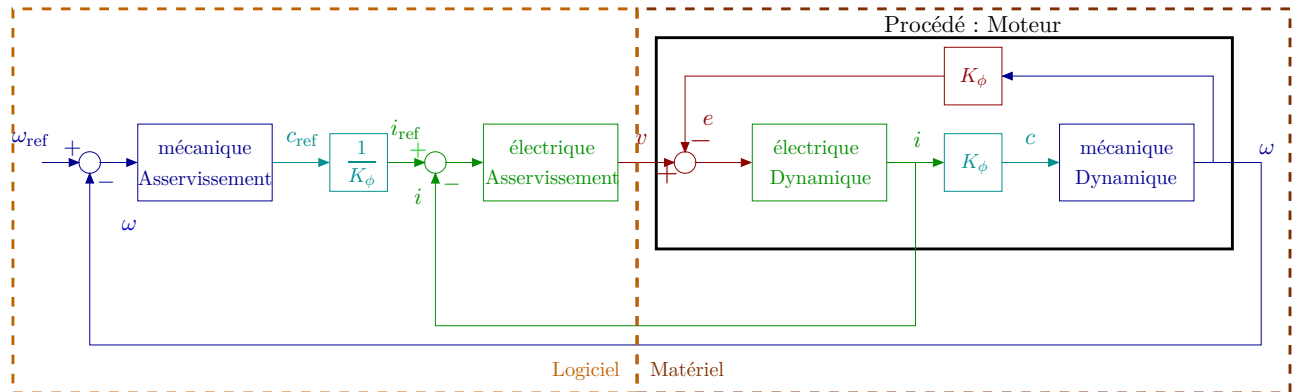 Procédé : Moteur
K_ϕ
e
ω_ref
+
−
mécanique
Asservissement
c_ref
1
K_ϕ
i_ref
+
−
électrique
Asservissement
v
+
−
électrique
Dynamique
i
K_ϕ
c
mécanique
Dynamique
ω
ω
i
Logiciel
Matériel